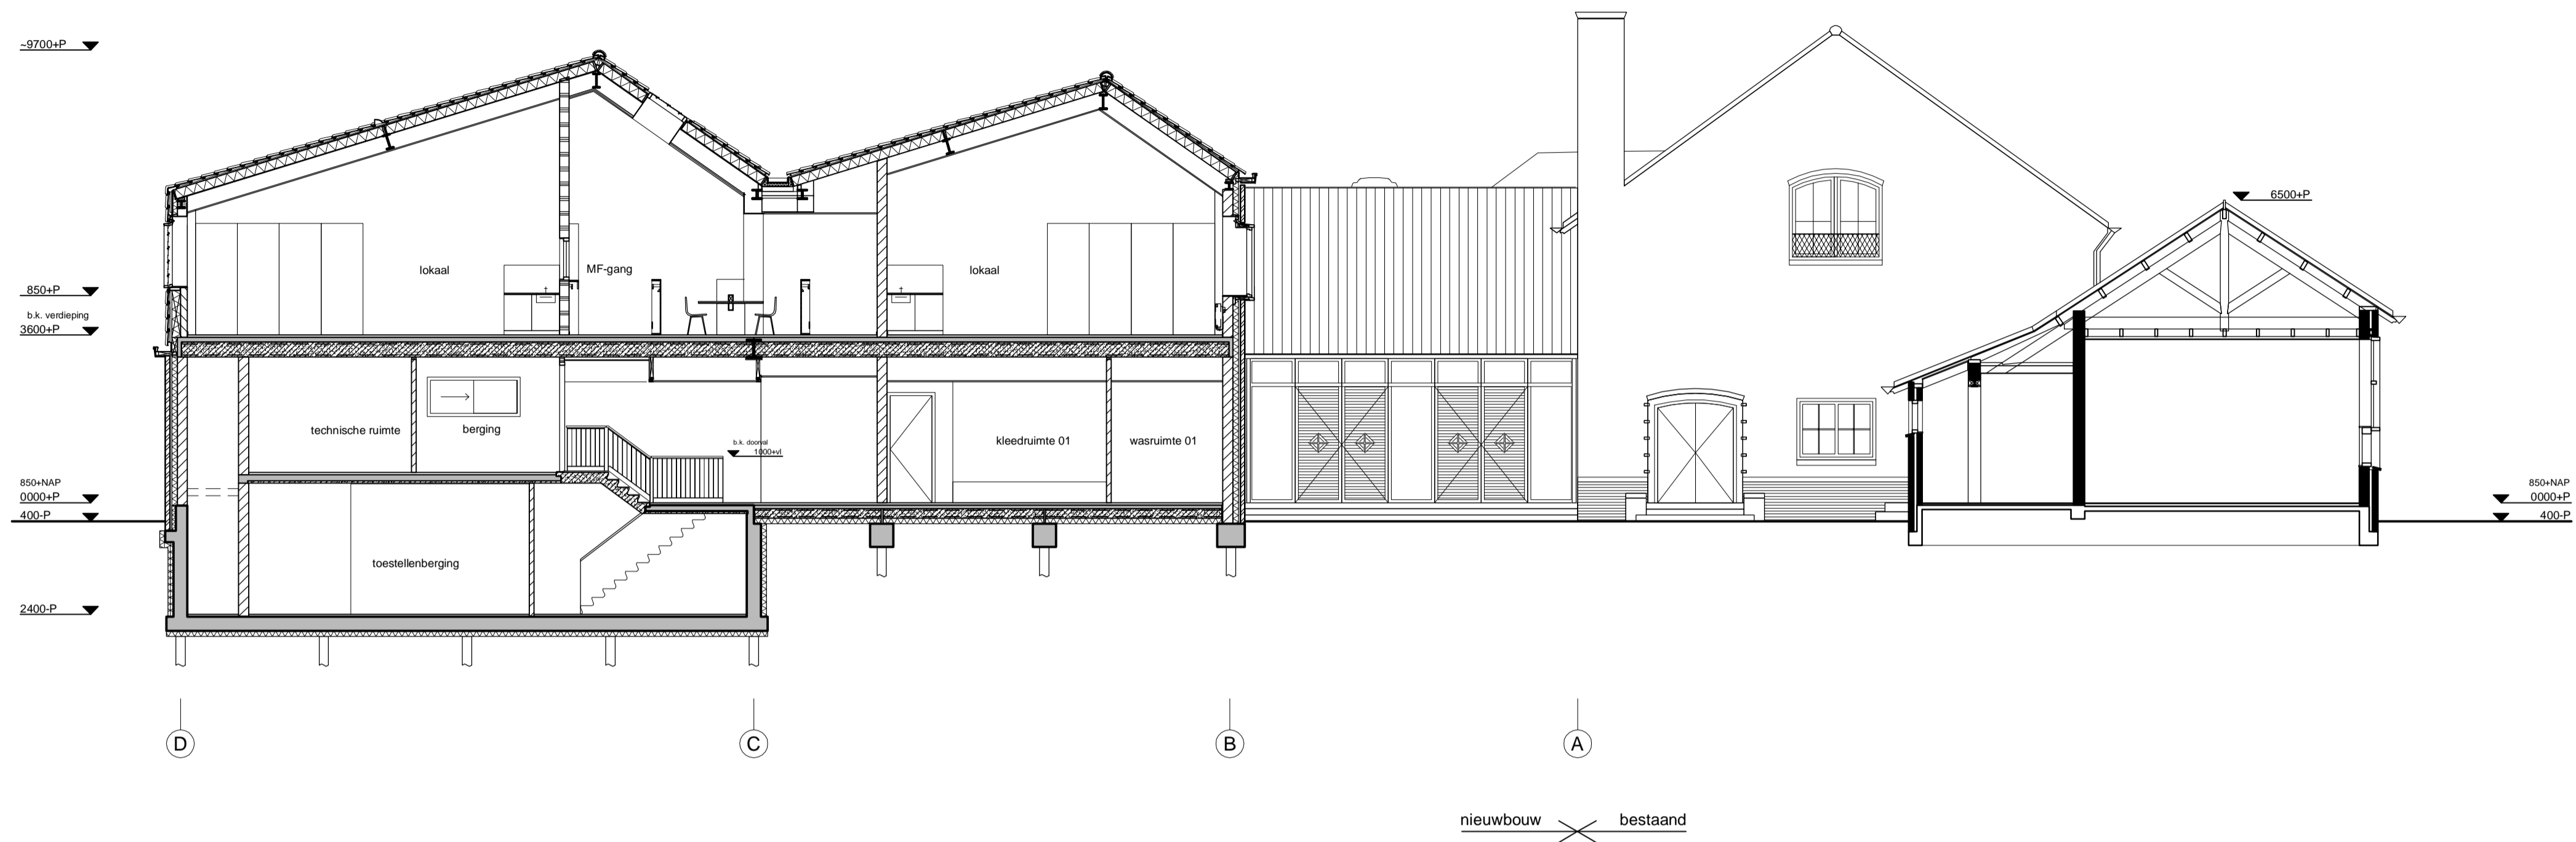 ~9700+P
6500+P
lokaal
MF-gang
lokaal
850+P
b.k. verdieping
3600+P
technische ruimte
berging
b.k. doorval
1000+vl
kleedruimte 01
wasruimte 01
850+NAP
0000+P
400-P
850+NAP
0000+P
400-P
toestellenberging
2400-P
D
C
B
A
nieuwbouw
bestaand